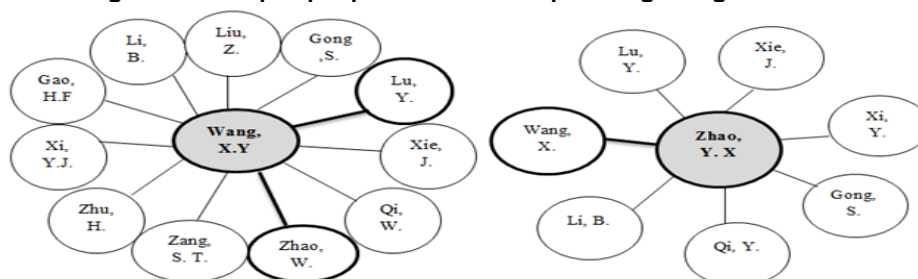 Li,
B.
Liu,
Z.
Gong
,S.
Gao,
H.F
Lu,
Y.
Wang,
X.Y
Xi,
Y.J.
Xie,
J.
Zhu,
H.
Qi,
W.
Zang,
S. T.
Zhao,
W.
Lu,
Y.
Xie,
J.
Wang,
X.
Zhao,
Y. X
Xi,
Y.
Li, B.
Gong,
S.
Qi, Y.